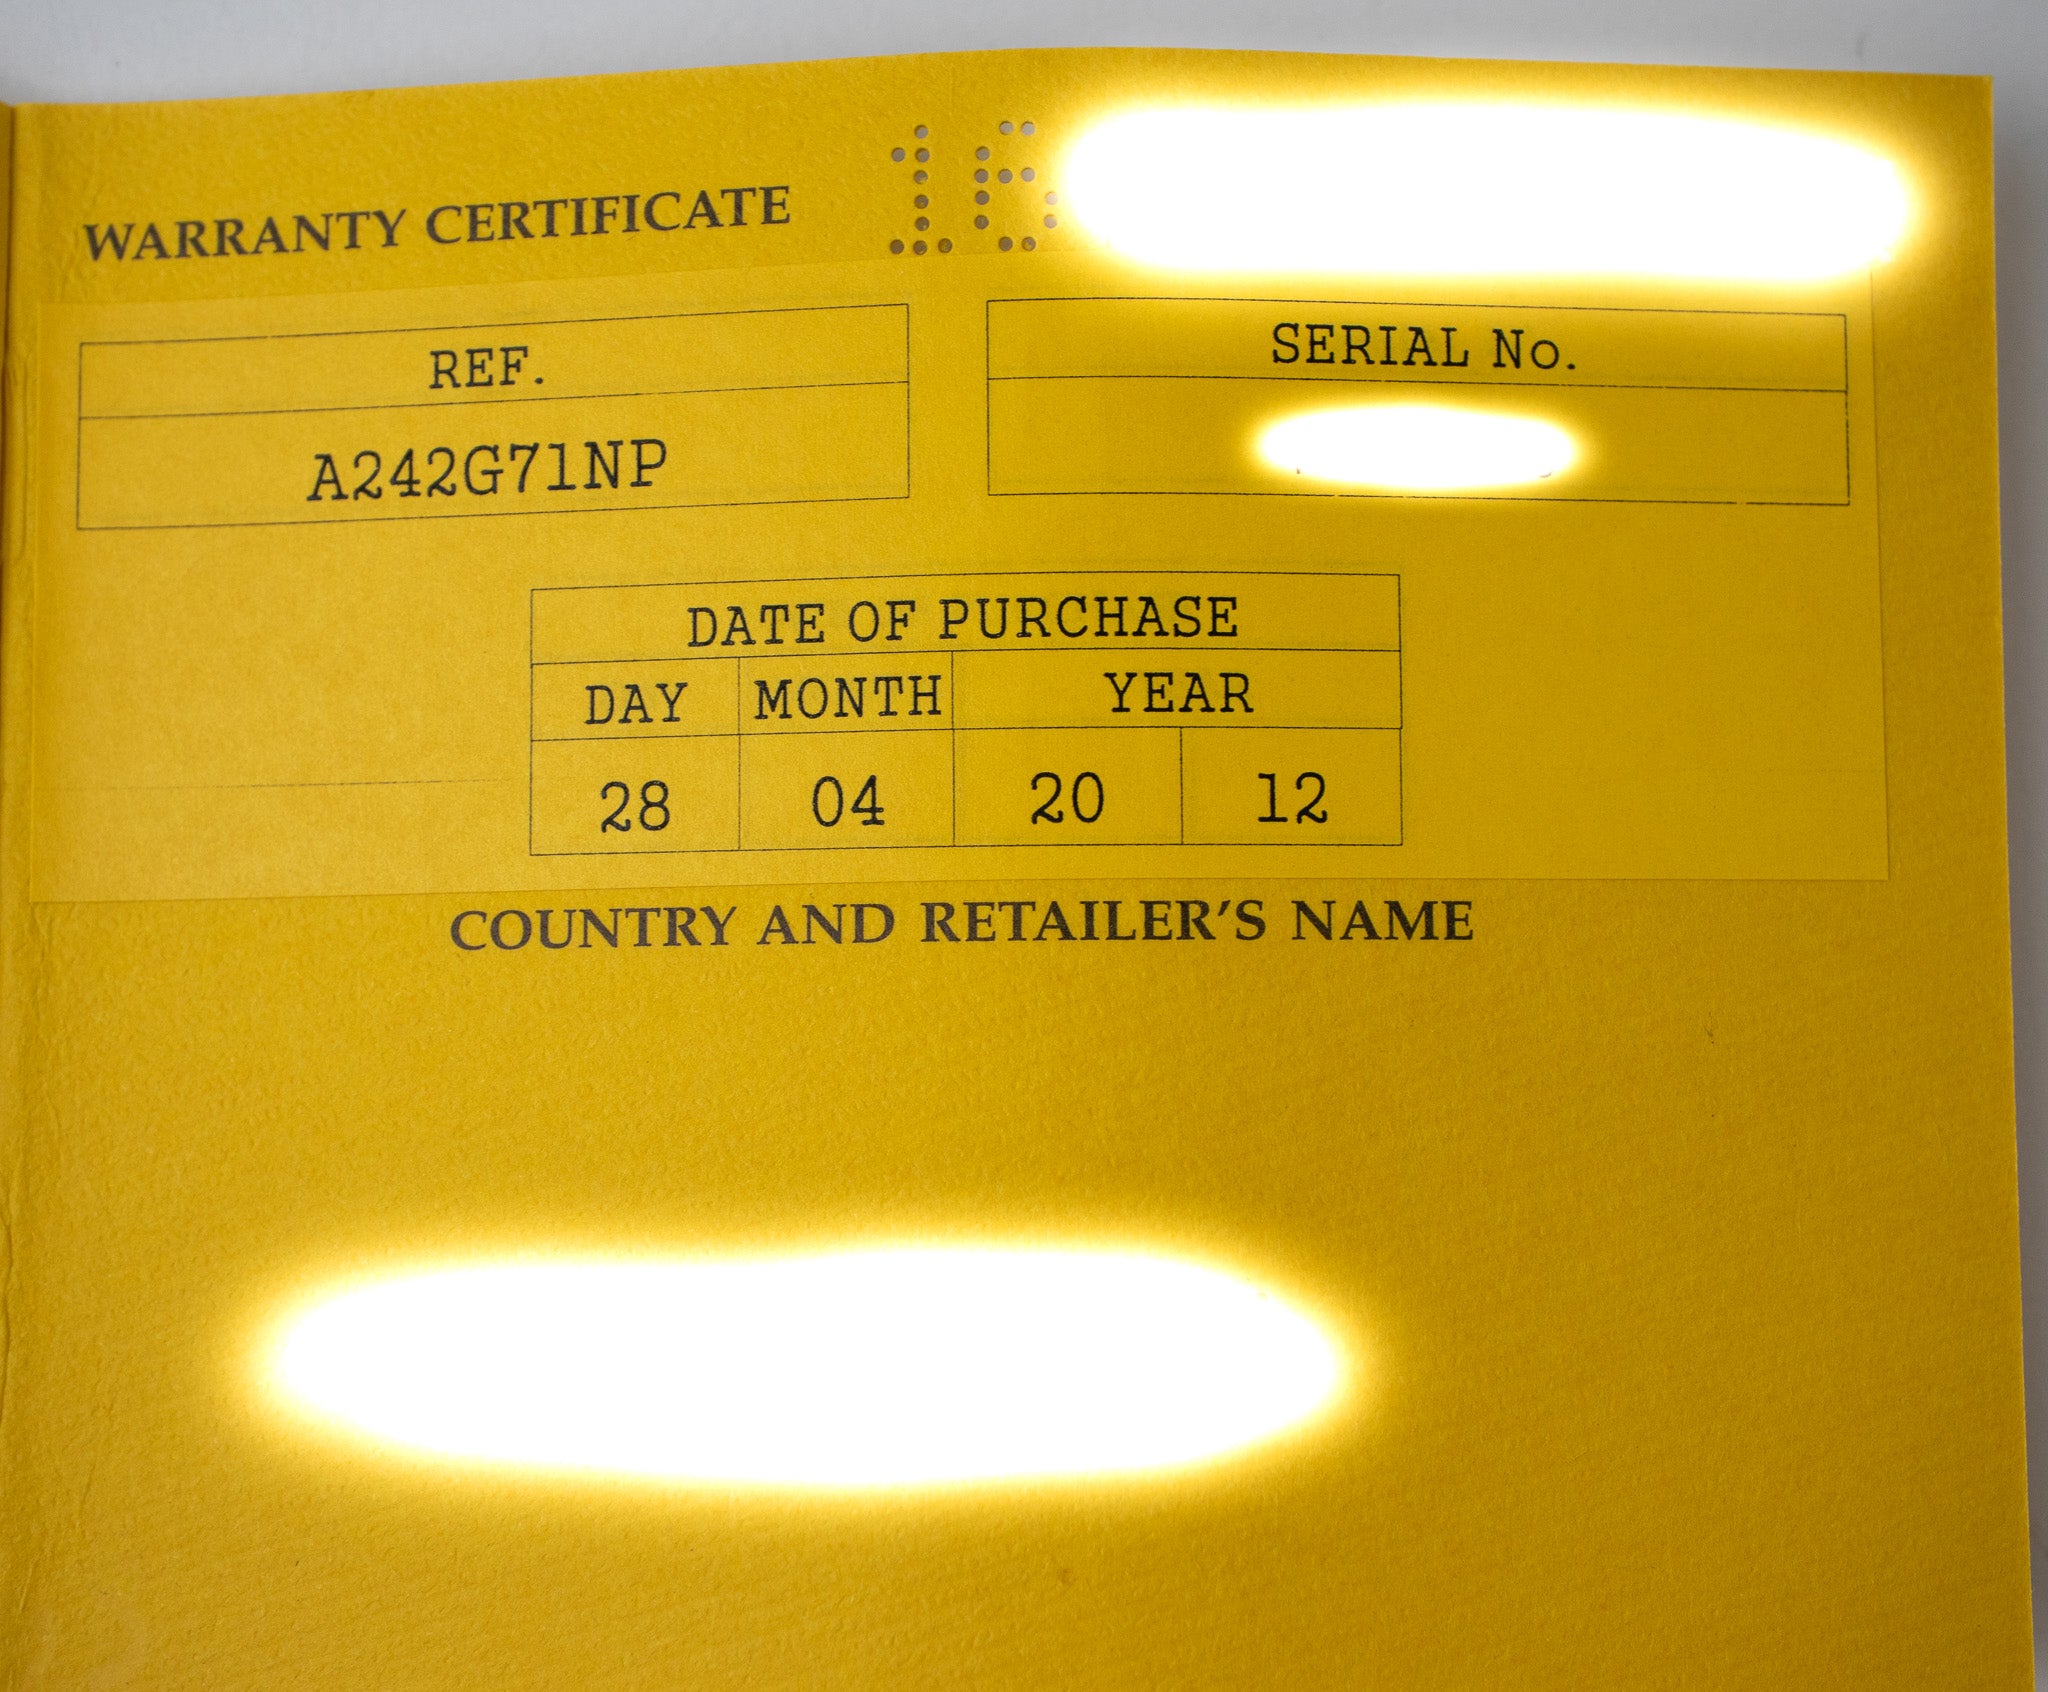 WARRANTY CERTIFICATE 16
REF.
A242G71NP
SERIAL No.
DATE OF PURCHASE
DAY MONTH YEAR
28 04 20 12
COUNTRY AND RETAILER'S NAME